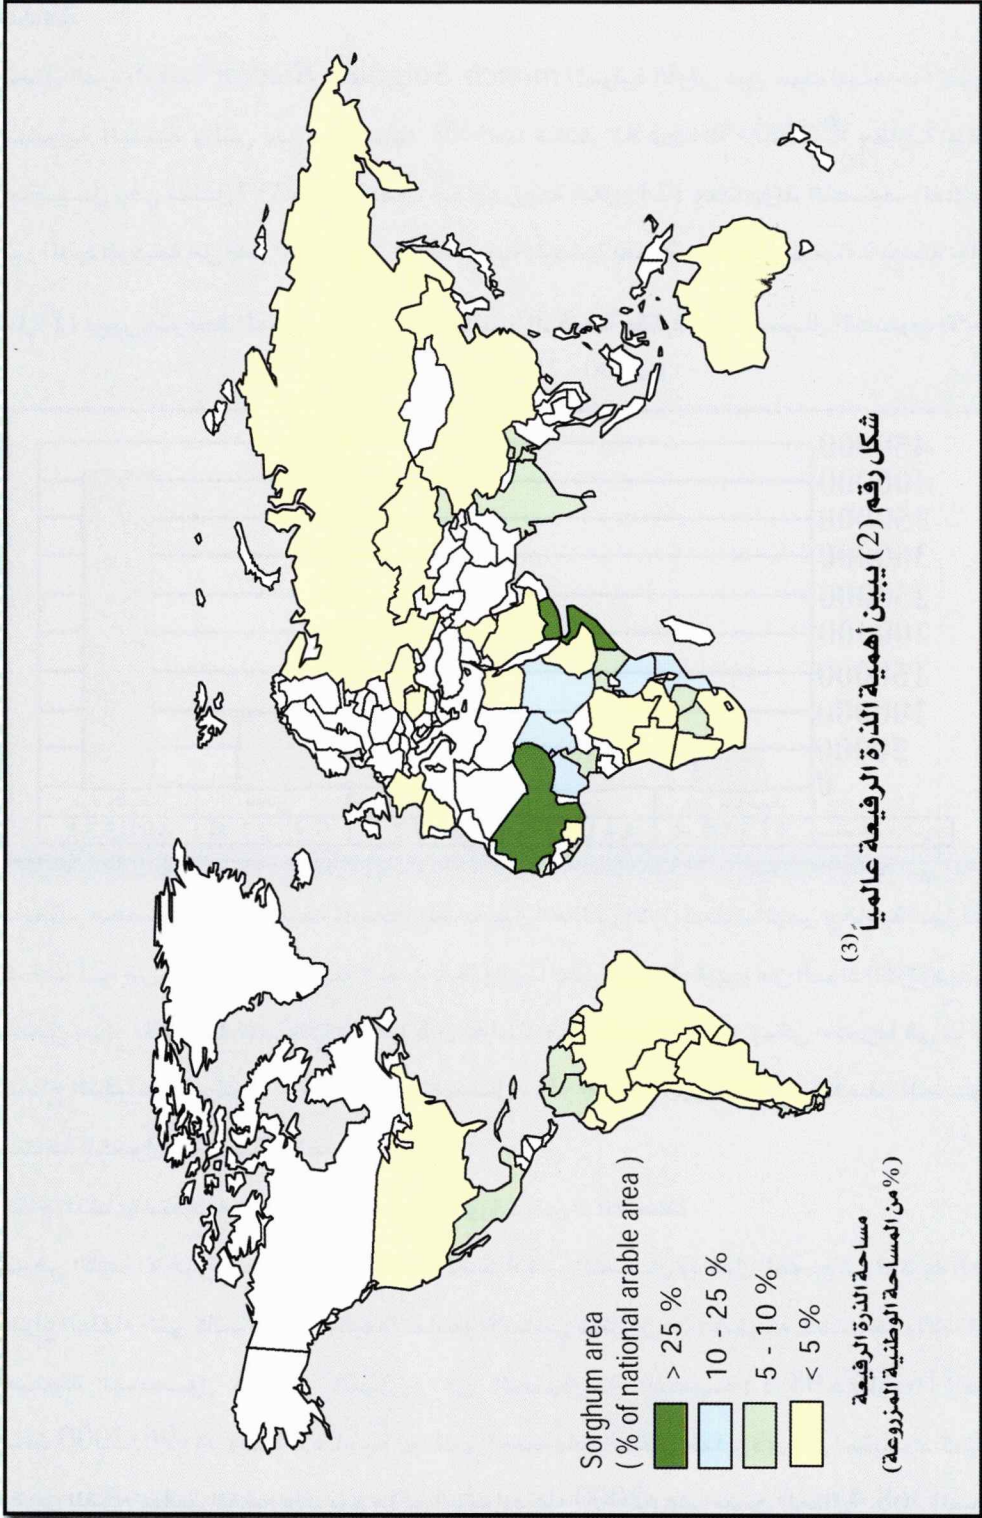 Sorghum area
( % of national arable area )
> 25 %
10 - 25 %
5 - 10 %
< 5 %
مساحة الذرة الرفيعة
(% من المساحة الوطنية المزروعة)
شكل رقم (2) يبين اهمية الذرة الرفيعة عالميا (3).